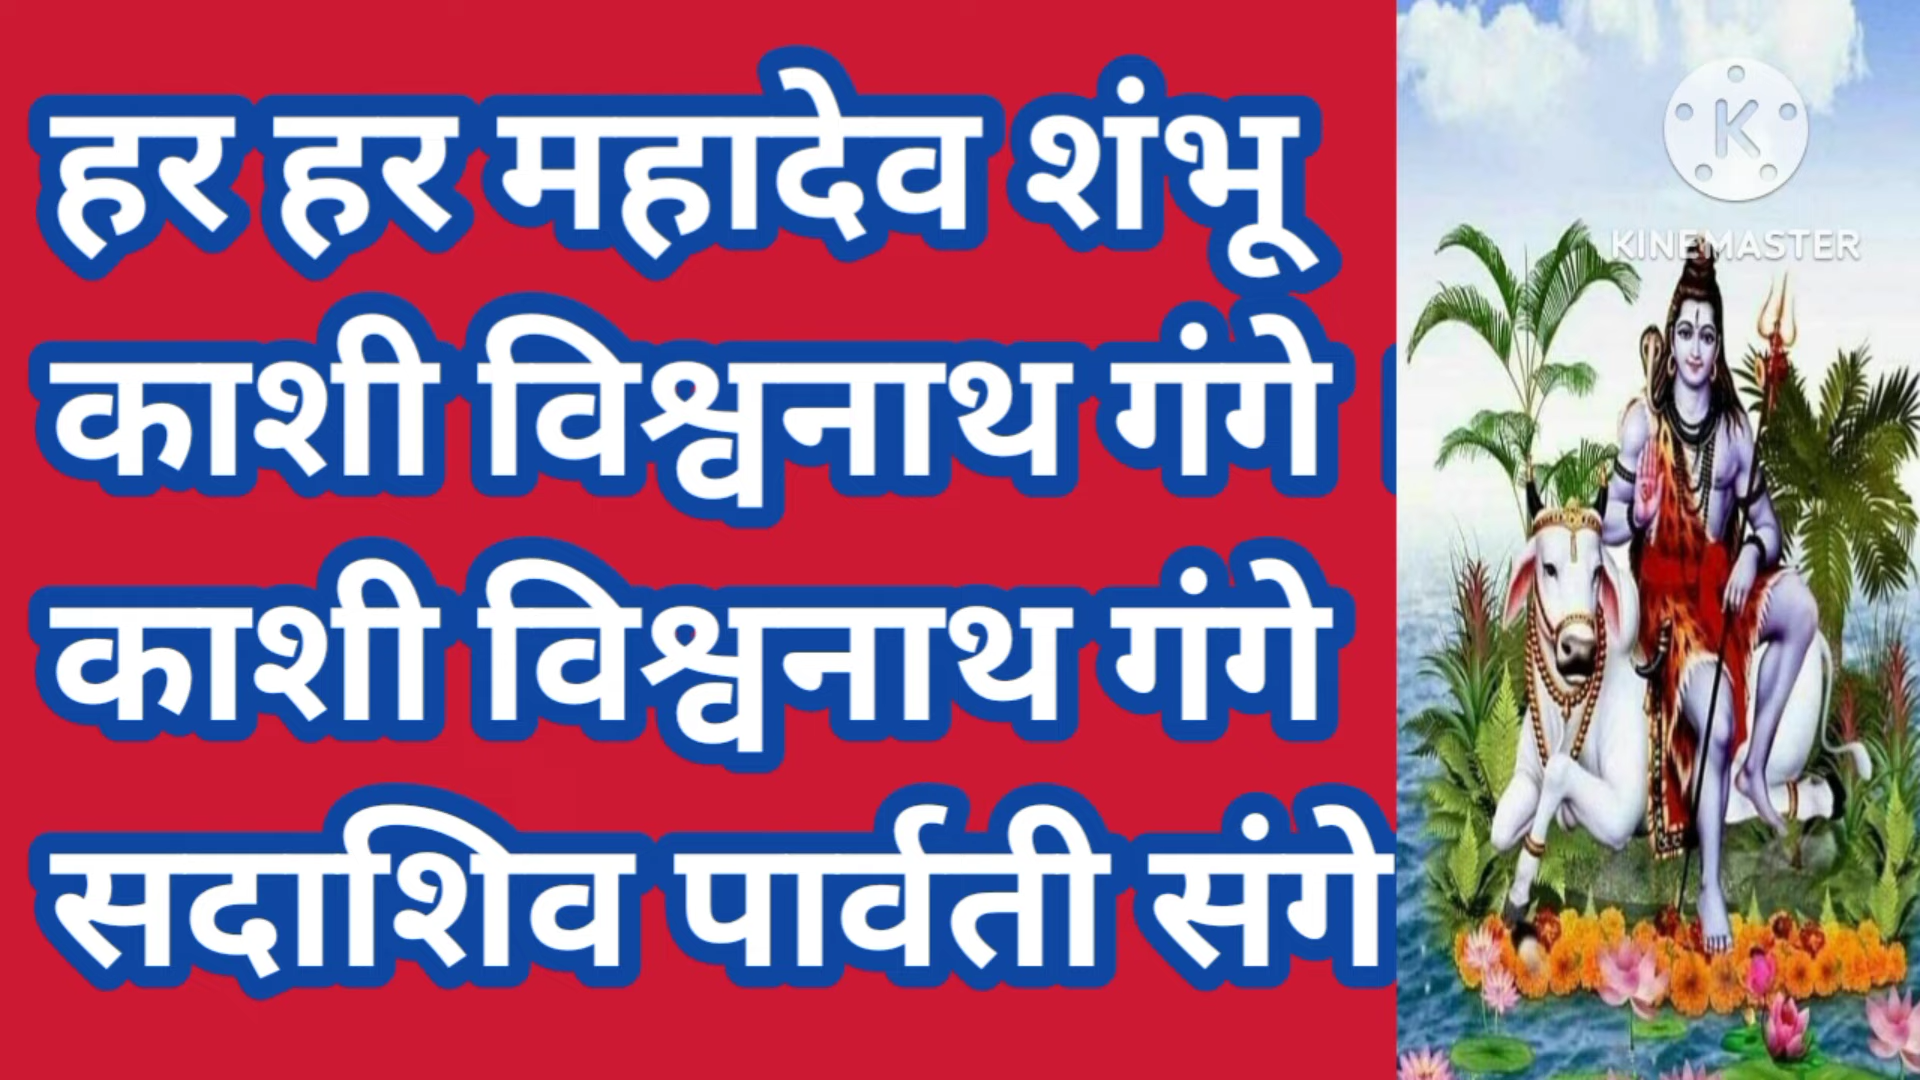 हर हर महादेव शंभू
काशी विश्वनाथ गंगे
काशी विश्वनाथ गंगे
सदाशिव पार्वती संगे
K
KINEMASTER